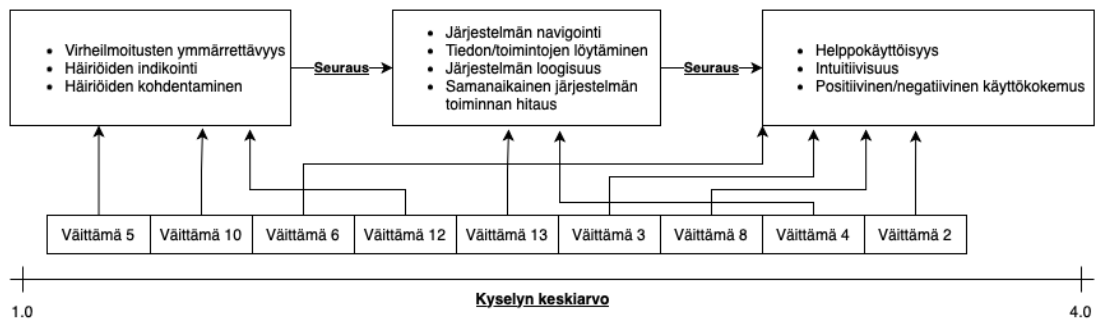 • Virheilmoitusten ymmärrettävyys
• Häiriöiden indikointi
• Häiriöiden kohdentaminen
Seuraus
• Järjestelmän navigointi
• Tiedon/toimintojen löytäminen
• Järjestelmän loogisuus
• Samanaikainen järjestelmän
toiminnan hitaus
Seuraus
• Helppokäyttöisyys
• Intuitiivisuus
• Positiivinen/negatiivinen käyttökokemus
Väittämä 5
Väittämä 10
Väittämä 6
Väittämä 12
Väittämä 13
Väittämä 3
Väittämä 8
Väittämä 4
Väittämä 2
Kyselyn keskiarvo
1.0
4.0